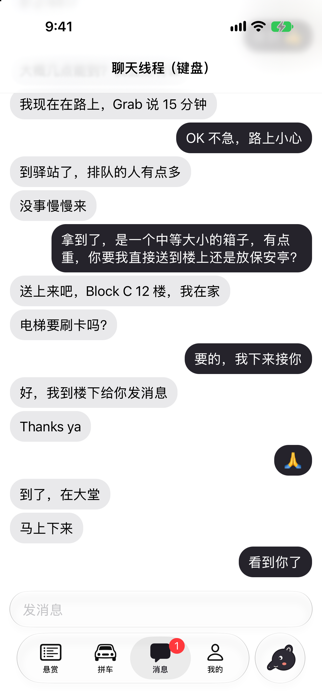 9:41
聊天线程（键盘）
我现在在路上，Grab 说 15 分钟
OK 不急，路上小心
到驿站了，排队的人有点多
没事慢慢来
拿到了，是一个中等大小的箱子，有点
重，你要我直接送到楼上还是放保安亭？
送上来吧，Block C 12 楼，我在家
电梯要刷卡吗？
要的，我下来接你
好，我到楼下给你发消息
Thanks ya
🙏
到了，在大堂
马上下来
看到你了
发消息
悬赏
拼车
1
消息
我的